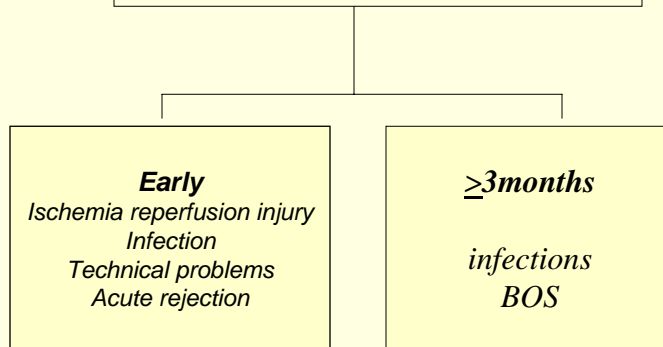 Early
Ischemia reperfusion injury
Infection
Technical problems
Acute rejection
≥3months
infections
BOS